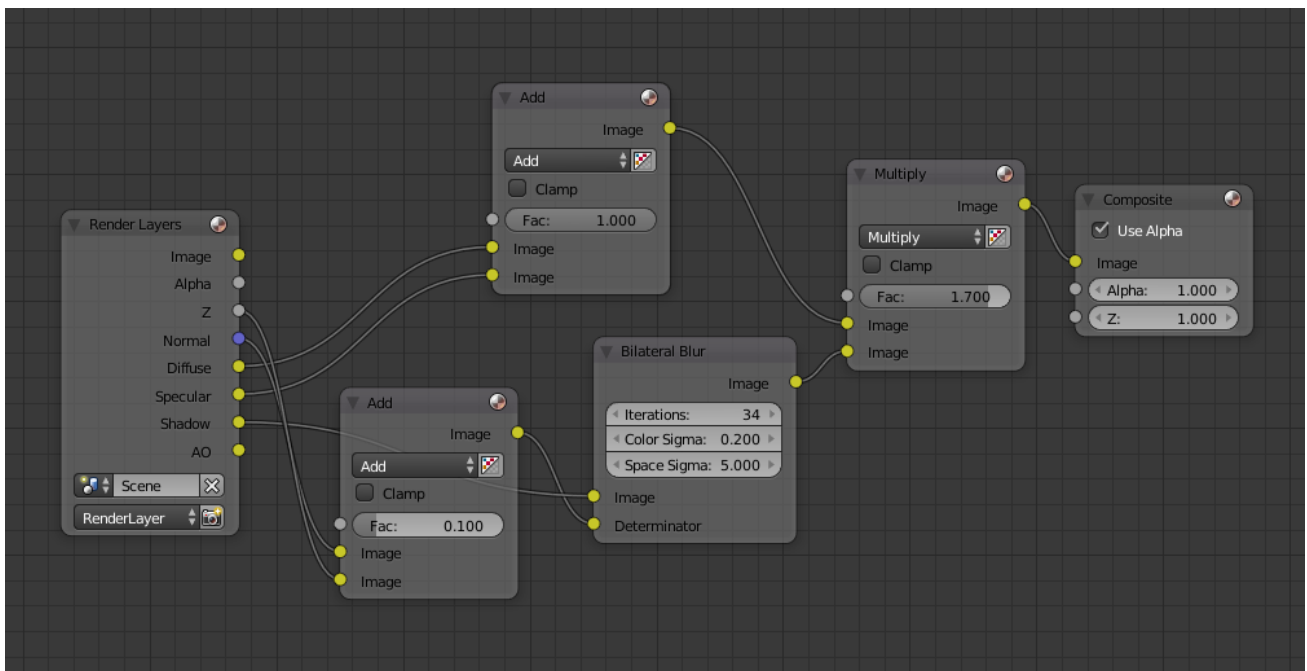 Render Layers
Image
Alpha
Z
Normal
Diffuse
Specular
Shadow
AO
Scene
RenderLayer
Add
Image
Add
Clamp
Fac: 1.000
Image
Image
Add
Image
Add
Clamp
Fac: 0.100
Image
Image
Bilateral Blur
Image
Iterations: 34
Color Sigma: 0.200
Space Sigma: 5.000
Image
Determinator
Multiply
Image
Multiply
Clamp
Fac: 1.700
Image
Image
Composite
Use Alpha
Image
Alpha: 1.000
Z: 1.000